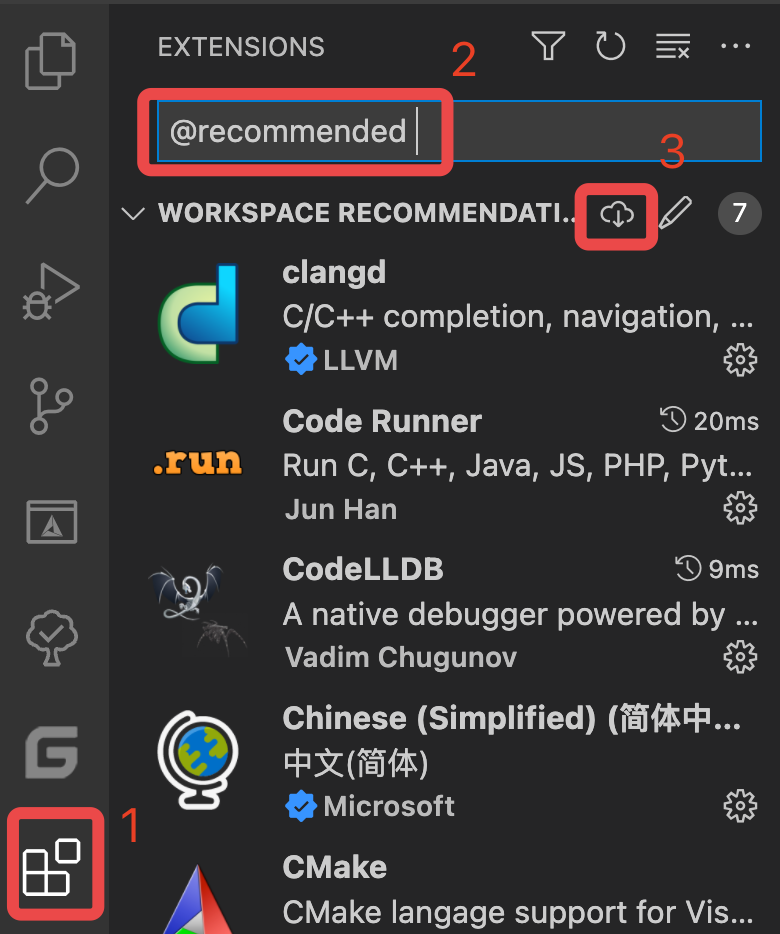 EXTENSIONS
2
@recommended
3
WORKSPACE RECOMMENDATI...
7
clangd
C/C++ completion, navigation, ...
LLVM
Code Runner
20ms
.run
Run C, C++, Java, JS, PHP, Pyt...
Jun Han
CodeLLDB
9ms
A native debugger powered by ...
Vadim Chugunov
Chinese (Simplified) (简体中...
中文(简体)
Microsoft
1
CMake
CMake langage support for Vis...